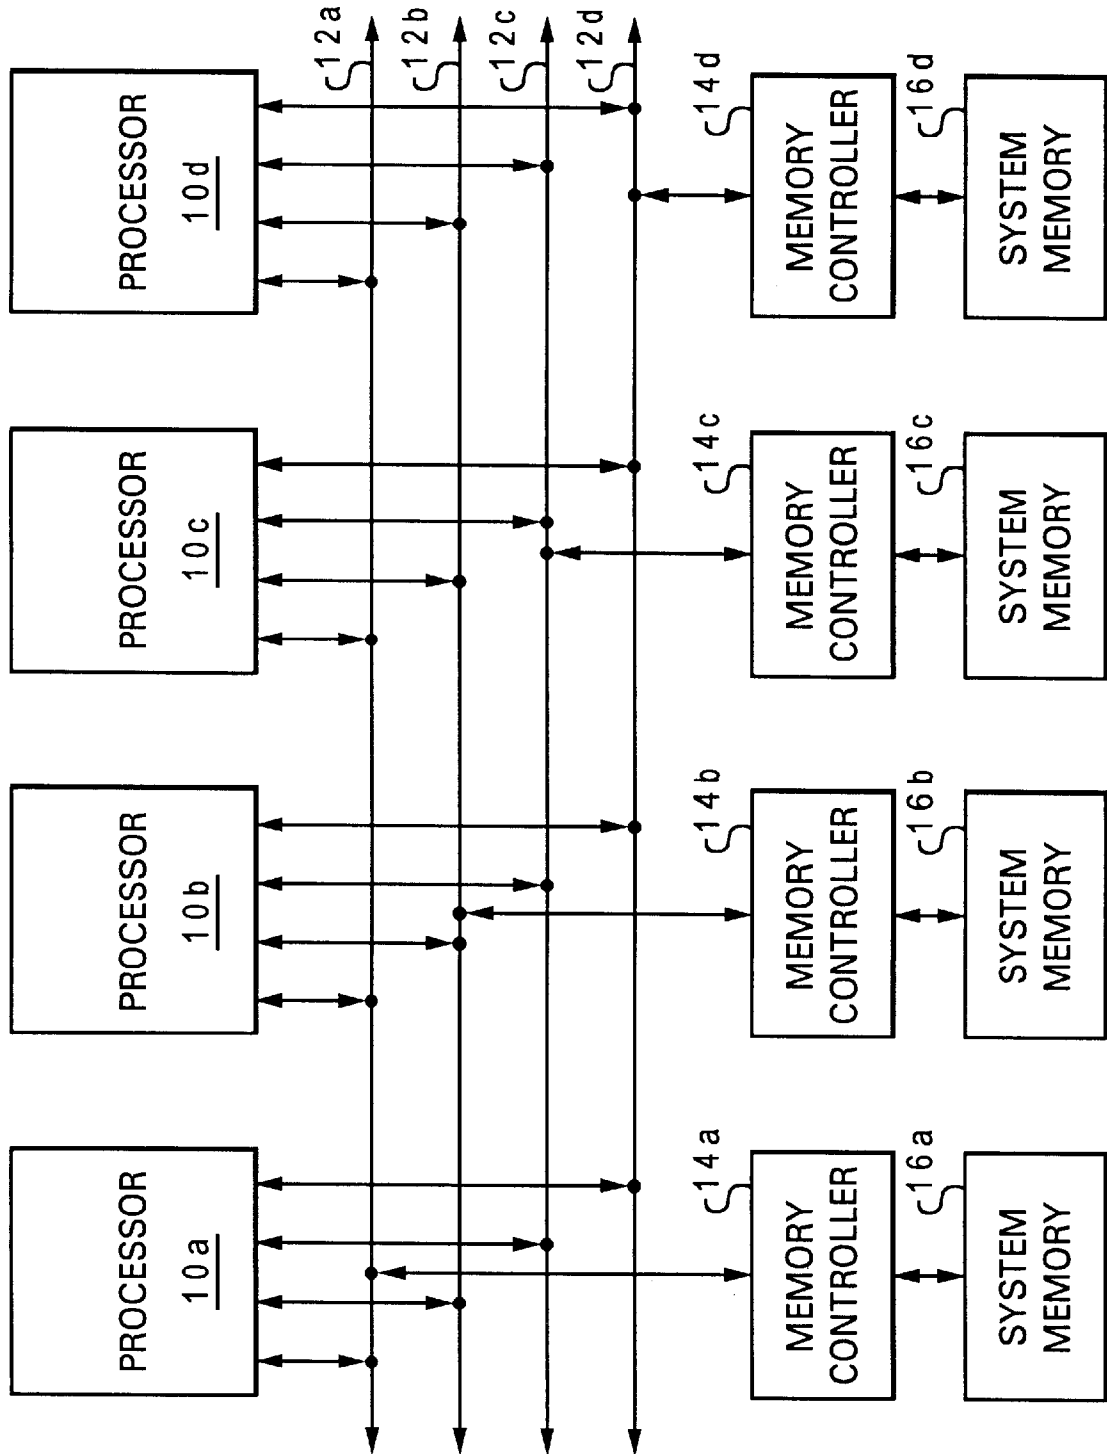 PROCESSOR
10a
PROCESSOR
10b
PROCESSOR
10c
PROCESSOR
10d
12a
12b
12c
12d
14a
MEMORY
CONTROLLER
14b
MEMORY
CONTROLLER
14c
MEMORY
CONTROLLER
14d
MEMORY
CONTROLLER
16a
SYSTEM
MEMORY
16b
SYSTEM
MEMORY
16c
SYSTEM
MEMORY
16d
SYSTEM
MEMORY